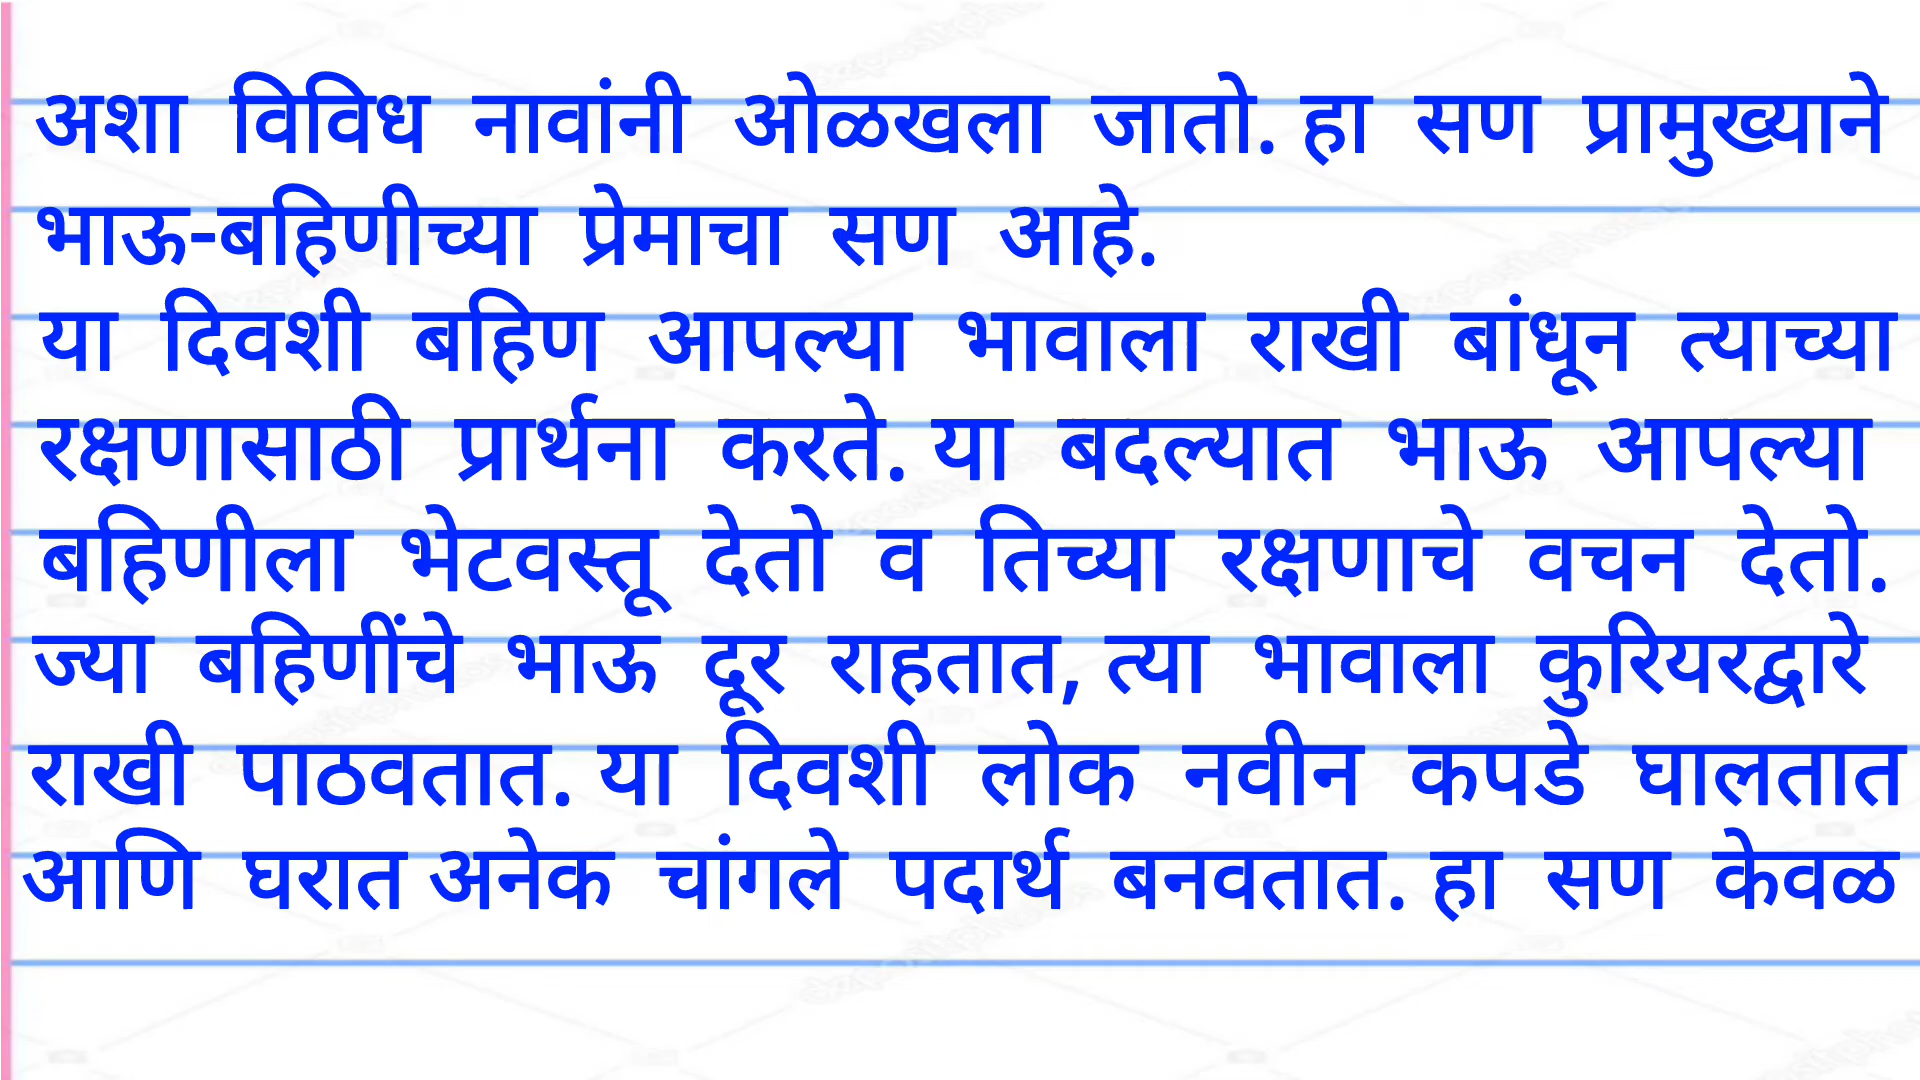 अशा विविध नावांनी ओळखला जातो. हा सण प्रामुख्याने
भाऊ-बहिणीच्या प्रेमाचा सण आहे.
या दिवशी बहिण आपल्या भावाला राखी बांधून त्याच्या
रक्षणासाठी प्रार्थना करते. या बदल्यात भाऊ आपल्या
बहिणीला भेटवस्तू देतो व तिच्या रक्षणाचे वचन देतो.
ज्या बहिणींचे भाऊ दूर राहतात, त्या भावाला कुरियरद्वारे
राखी पाठवतात. या दिवशी लोक नवीन कपडे घालतात
आणि घरात अनेक चांगले पदार्थ बनवतात. हा सण केवळ